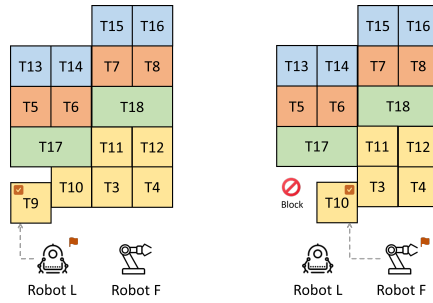 T15 T16
T13 T14 T7 T8
T5 T6 T18
T17 T11 T12
T10 T3 T4
T9
Robot L Robot F
T15 T16
T13 T14 T7 T8
T5 T6 T18
T17 T11 T12
T3 T4
T10
Block
Robot L Robot F